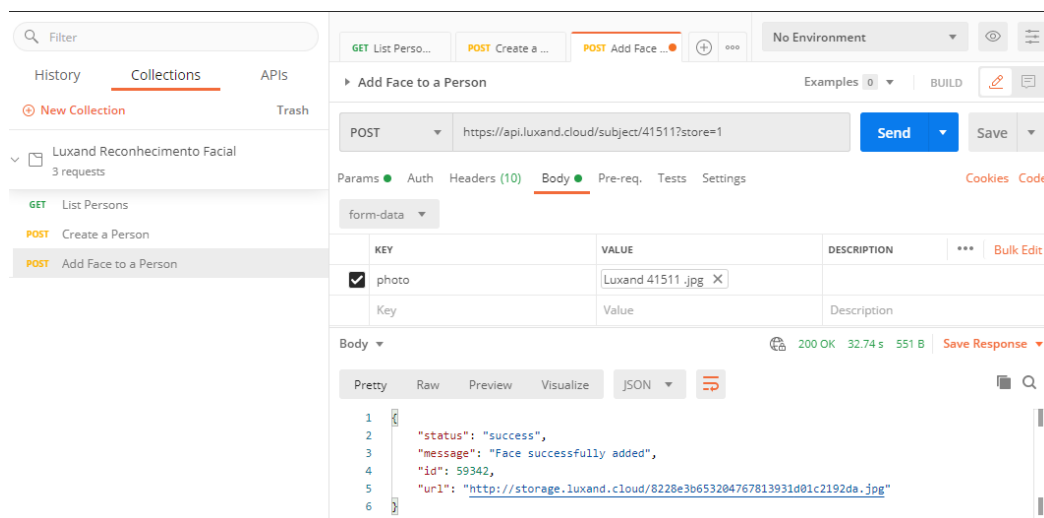 Filter
History Collections APIs
New Collection Trash
Luxand Reconhecimento Facial
3 requests
GET List Persons
POST Create a Person
POST Add Face to a Person
GET List Perso... POST Create a ... POST Add Face ... No Environment
Add Face to a Person Examples 0 BUILD
POST https://api.luxand.cloud/subject/41511?store=1 Send Save
Params Auth Headers (10) Body Pre-req. Tests Settings Cookies Code
form-data
KEY VALUE DESCRIPTION Bulk Edit
photo Luxand 41511 .jpg
Key Value Description
Body 200 OK 32.74 s 551 B Save Response
Pretty Raw Preview Visualize JSON
1 {
2 "status": "success",
3 "message": "Face successfully added",
4 "id": 59342,
5 "url": "http://storage.luxand.cloud/8228e3b653204767813931d01c2192da.jpg"
6 }